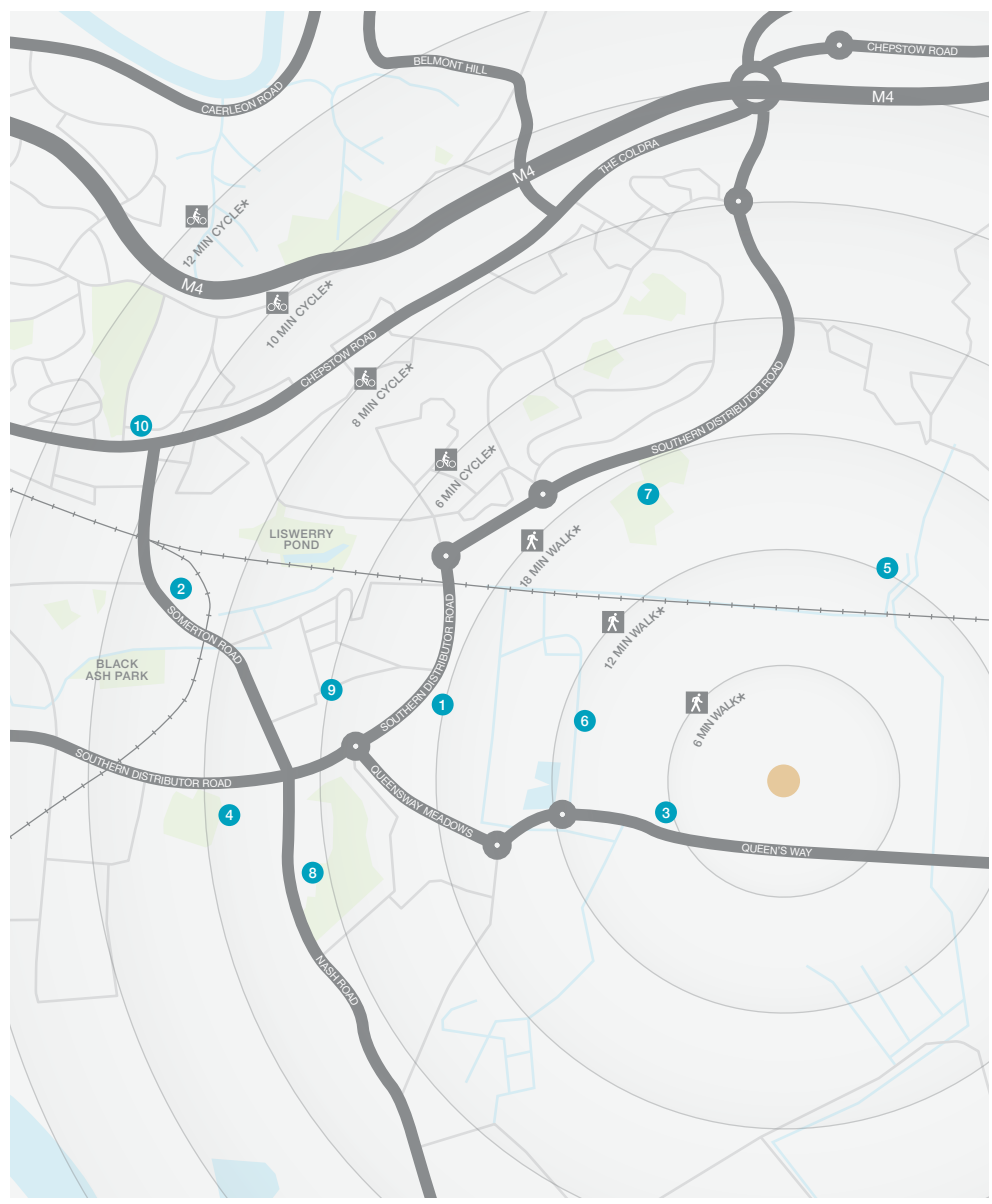 CHEPSTOW ROAD
BELMONT HILL
CAERLEON ROAD
M4
THE COLDRA
M4
12 MIN CYCLE*
M4
10 MIN CYCLE*
CHEPSTOW ROAD
8 MIN CYCLE*
SOUTHERN DISTRIBUTOR ROAD
10
6 MIN CYCLE*
7
LISWERRY
POND
18 MIN WALK*
5
2
SOMERTON ROAD
SOUTHERN DISTRIBUTOR ROAD
12 MIN WALK*
BLACK
ASH PARK
9
1
6
6 MIN WALK*
SOUTHERN DISTRIBUTOR ROAD
QUEENSWAY MEADOWS
4
3
QUEEN'S WAY
8
NASH ROAD